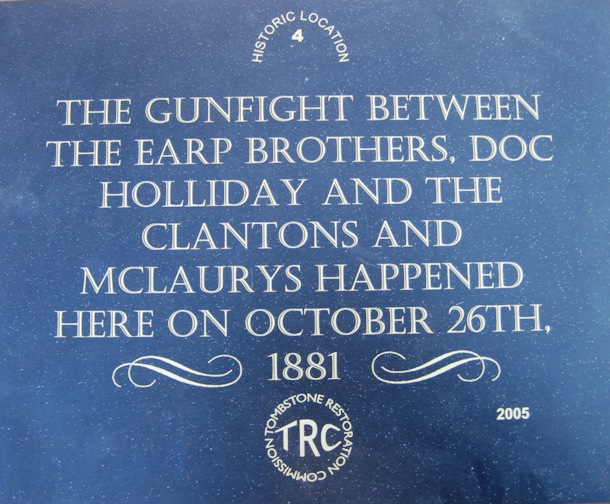 HISTORIC LOCATION
4
THE GUNFIGHT BETWEEN
THE EARP BROTHERS, DOC
HOLLIDAY AND THE
CLANTONS AND
MCLAURYS HAPPENED
HERE ON OCTOBER 26TH,
1881
TOMBSTONE RESTORATION COMMISSION
TRC
2005